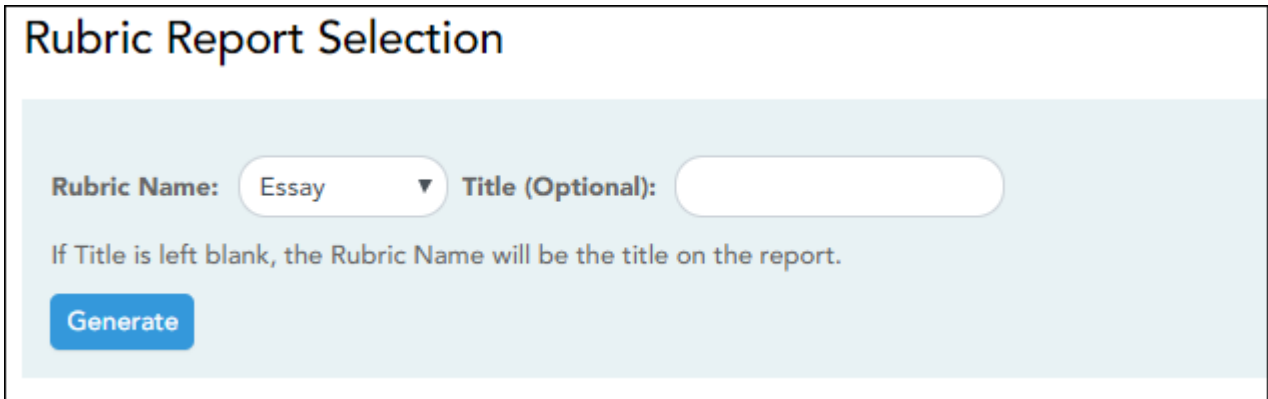 Rubric Report Selection
Rubric Name: Essay ▼ Title (Optional):
If Title is left blank, the Rubric Name will be the title on the report.
Generate